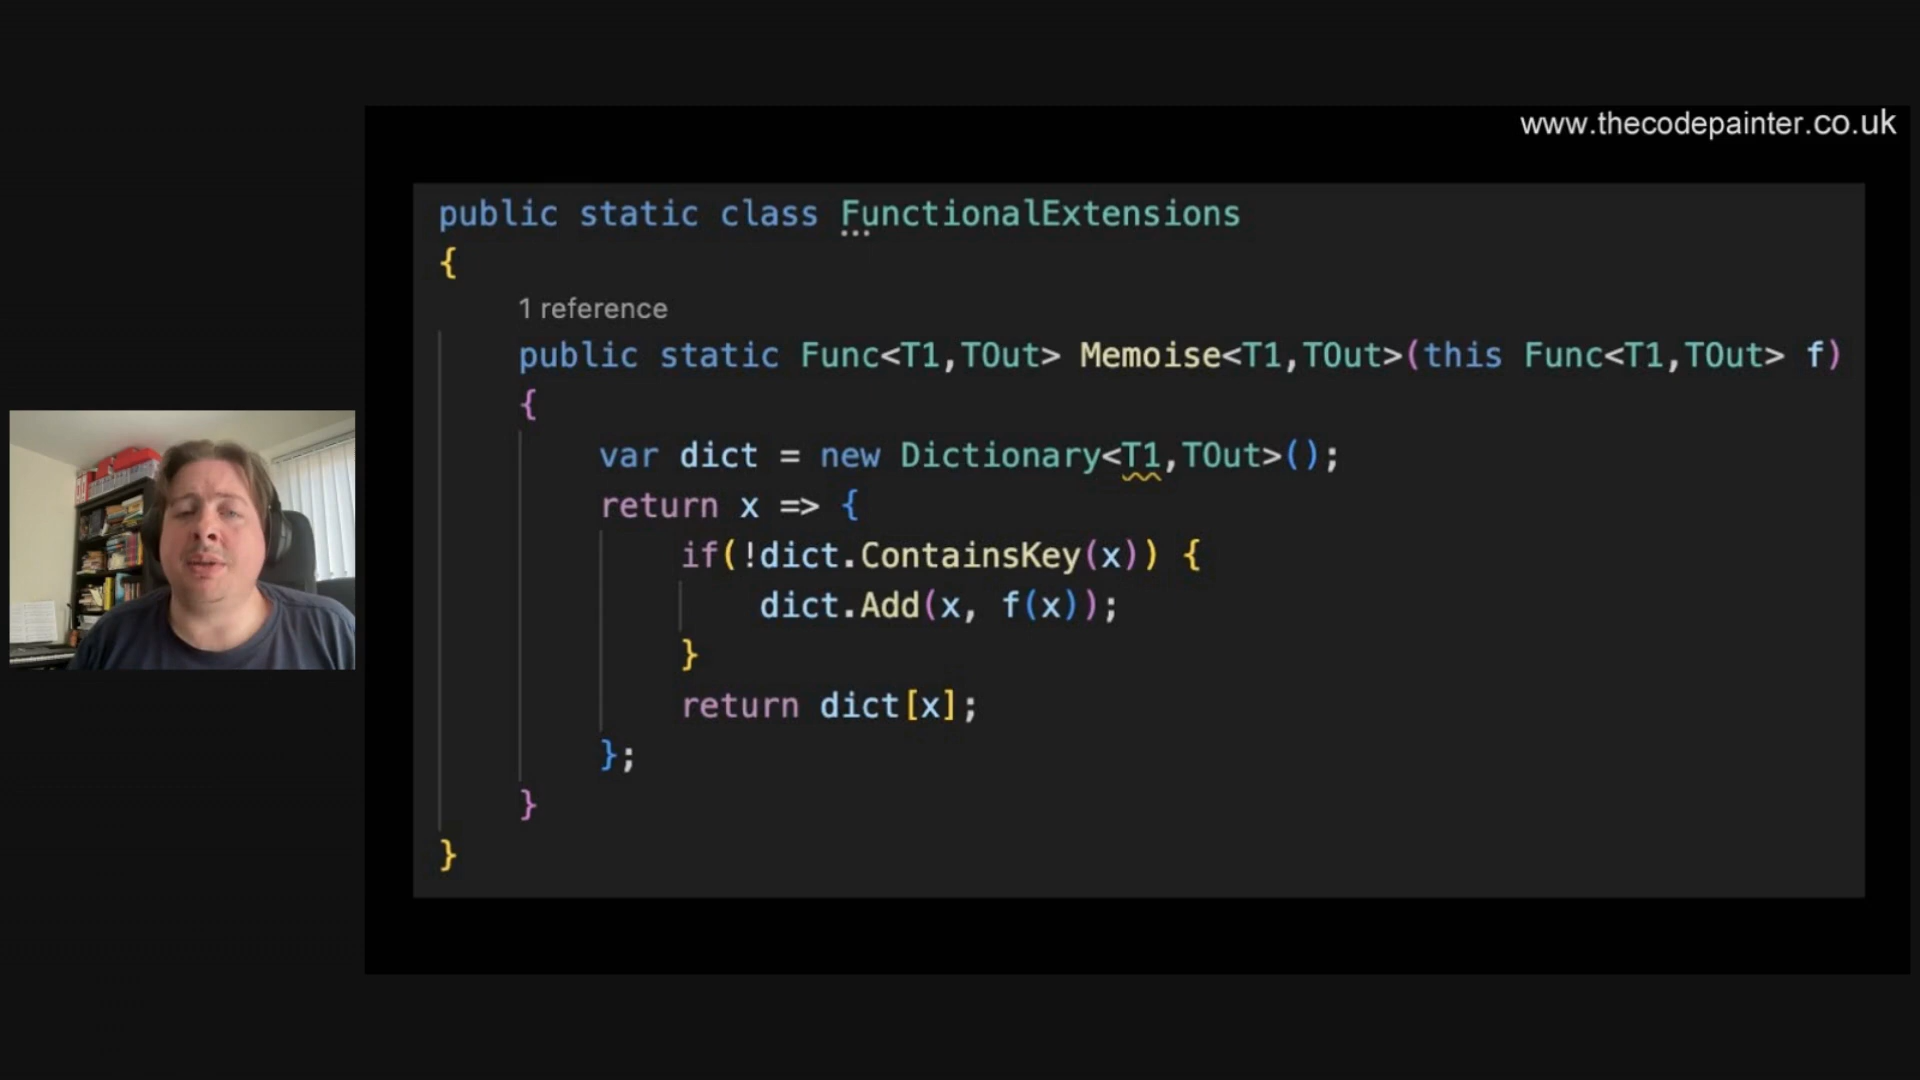 www.thecodepainter.co.uk
public static class FunctionalExtensions
{
1 reference
public static Func<T1,TOut> Memoise<T1,TOut>(this Func<T1,TOut> f)
{
var dict = new Dictionary<T1,TOut>();
return x => {
if(!dict.ContainsKey(x)) {
dict.Add(x, f(x));
}
return dict[x];
};
}
}